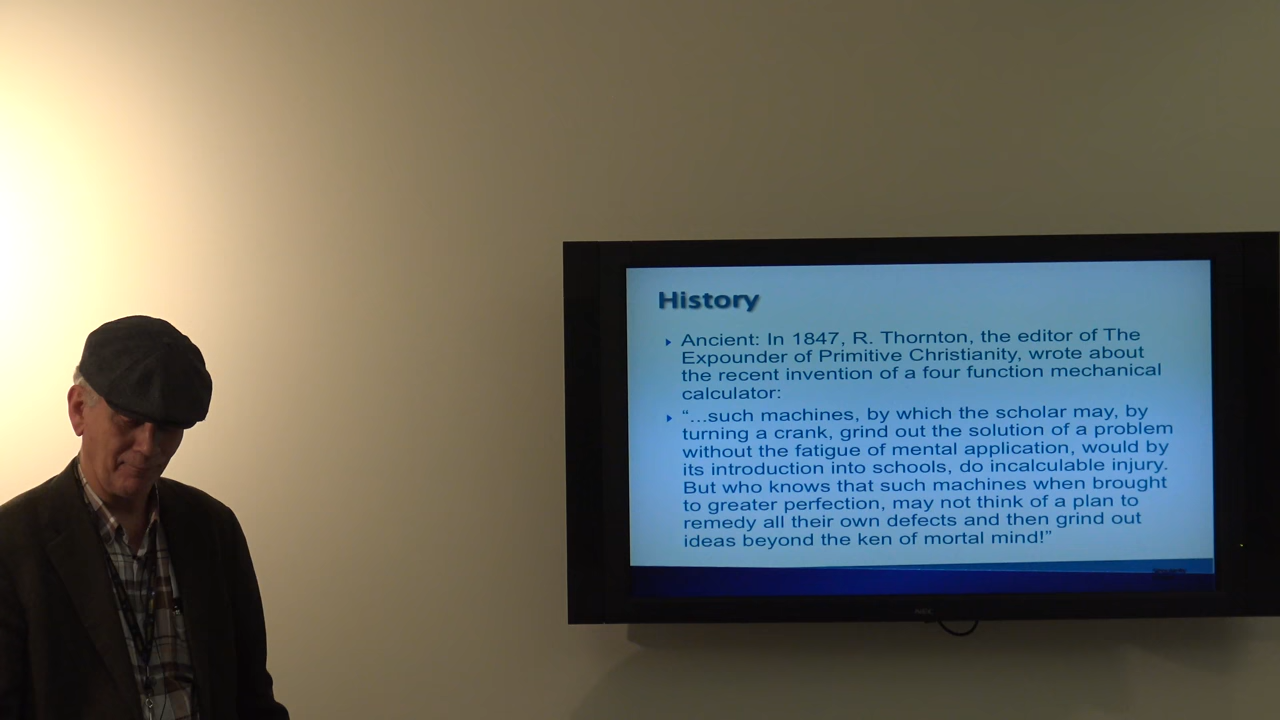 History
Ancient: In 1847, R. Thornton, the editor of The
Expounder of Primitive Christianity, wrote about
the recent invention of a four function mechanical
calculator:
“…such machines, by which the scholar may, by
turning a crank, grind out the solution of a problem
without the fatigue of mental application, would by
its introduction into schools, do incalculable injury.
But who knows that such machines when brought
to greater perfection, may not think of a plan to
remedy all their own defects and then grind out
ideas beyond the ken of mortal mind!”
NEC